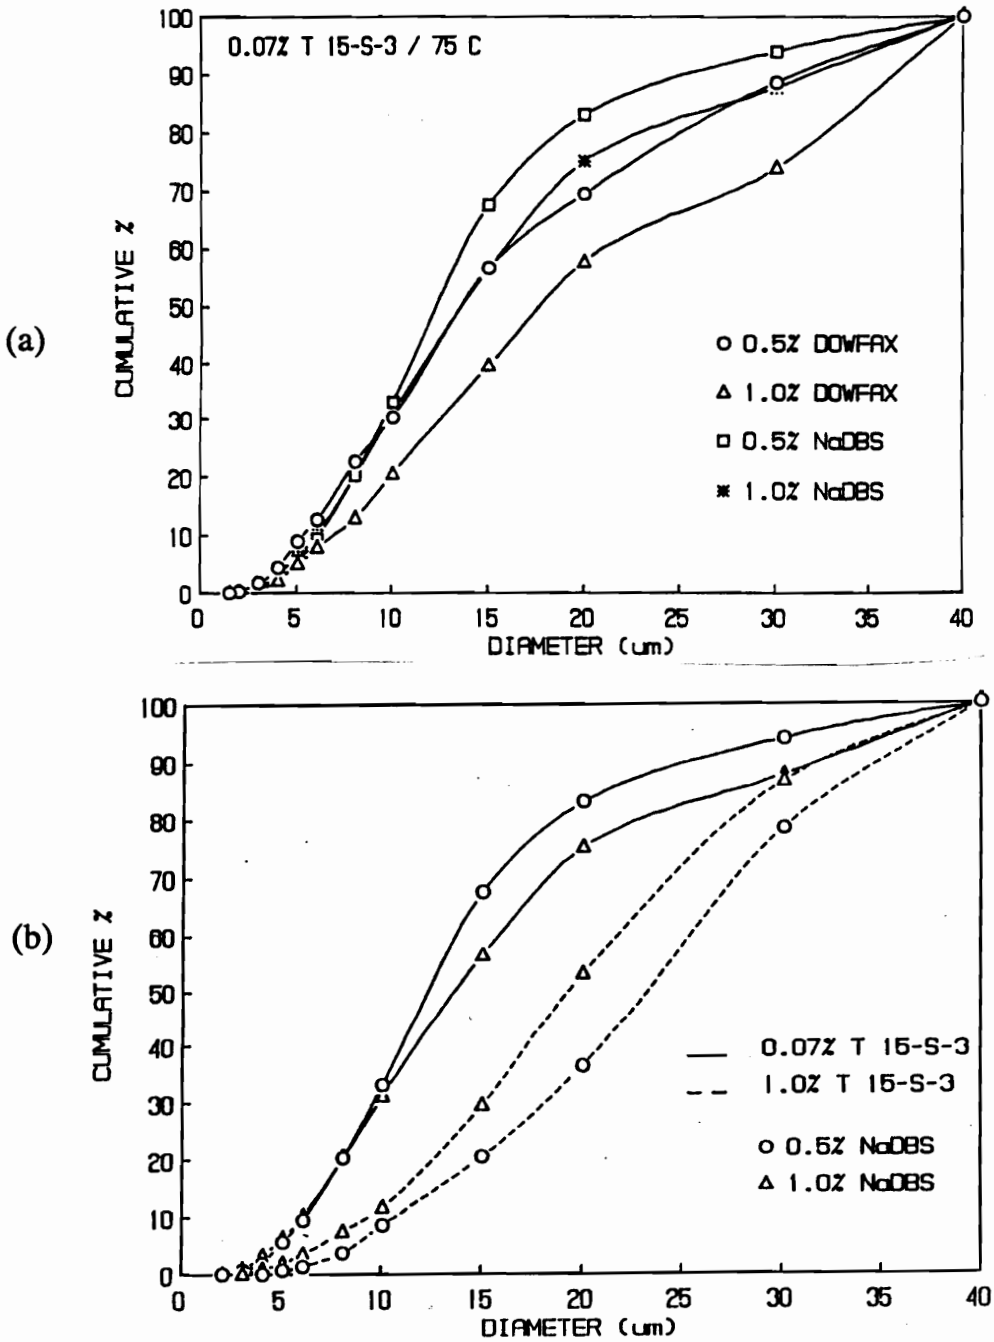 (a)
0.07% T 15-S-3 / 75 C
CUMULATIVE %
100
90
80
70
60
50
40
30
20
10
0
0 5 10 15 20 25 30 35 40
DIAMETER (um)
0.5% DOWFAX
1.0% DOWFAX
0.5% NaDBS
1.0% NaDBS
(b)
CUMULATIVE %
100
90
80
70
60
50
40
30
20
10
0
0 5 10 15 20 25 30 35 40
DIAMETER (um)
0.07% T 15-S-3
1.0% T 15-S-3
0.5% NaDBS
1.0% NaDBS